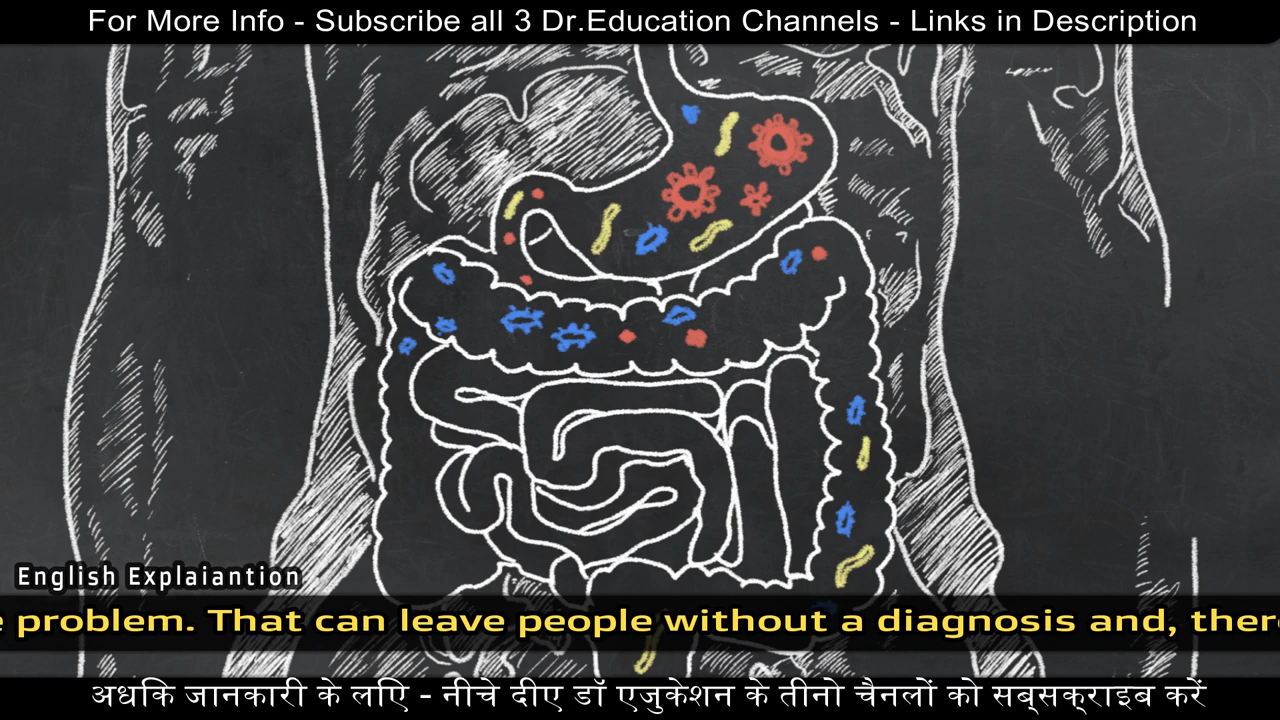 For More Info - Subscribe all 3 Dr.Education Channels - Links in Description
English Explaiantion
problem. That can leave people without a diagnosis and,
अधकि जानकारी के लएि - नीचे दीए डॉ एजुकेशन के तीनो चैनलों को सब्सक्राइब करें